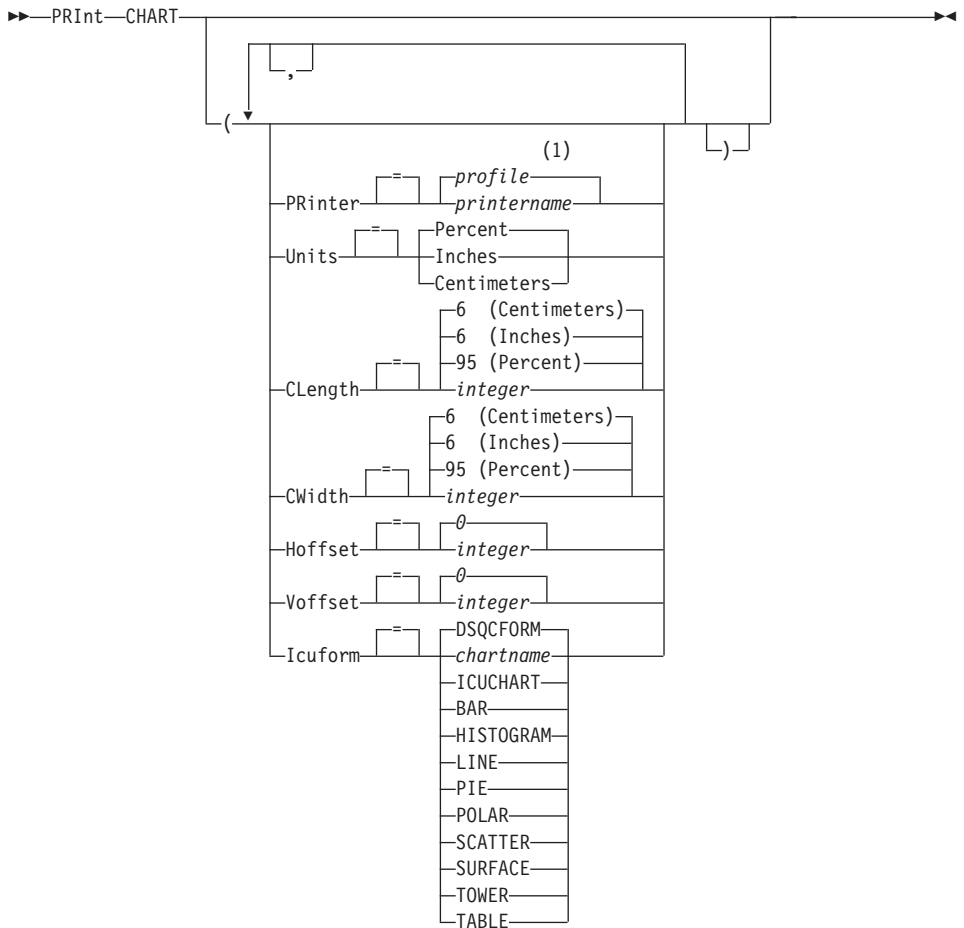 PRInt CHART
,
(
)
(1)
PRinter = profile
printername
Units = Percent
Inches
Centimeters
6 (Centimeters)
6 (Inches)
95 (Percent)
CLength = integer
6 (Centimeters)
6 (Inches)
95 (Percent)
CWidth = integer
Hoffset = 0
integer
Voffset = 0
integer
Icuform = DSQCFORM
chartname
ICUCHART
BAR
HISTOGRAM
LINE
PIE
POLAR
SCATTER
SURFACE
TOWER
TABLE